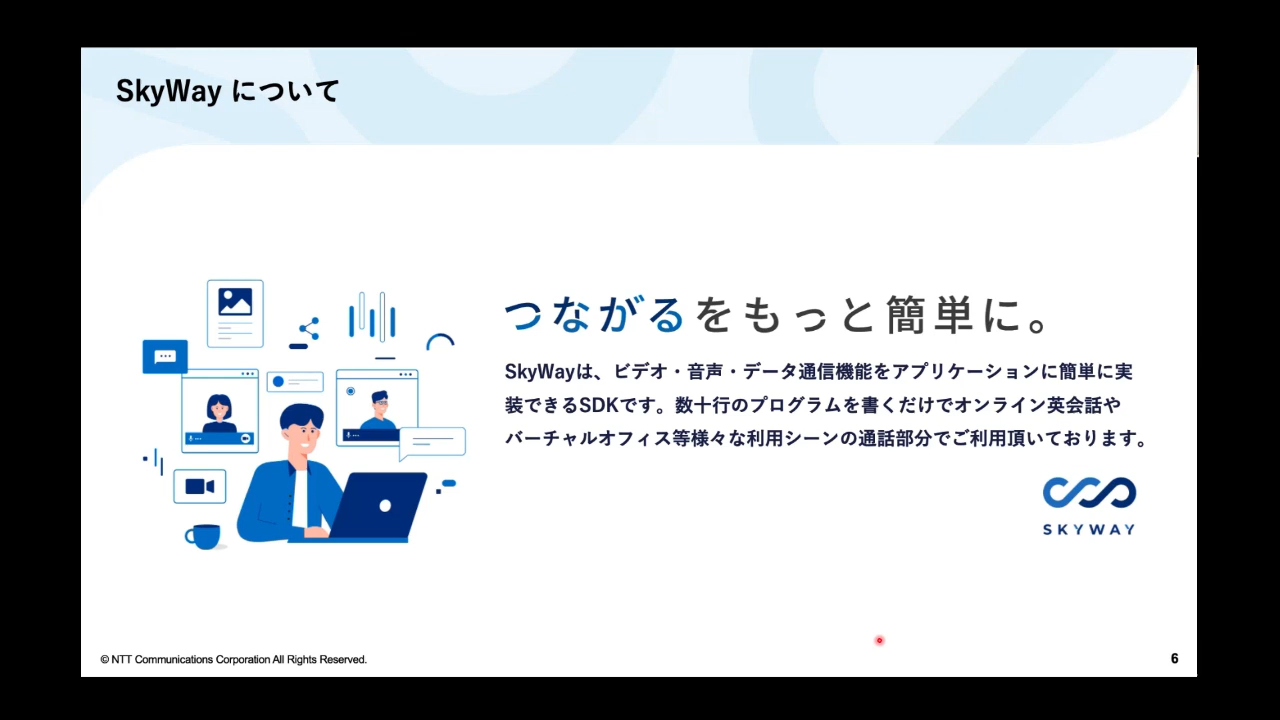 SkyWay について
つながるをもっと簡単に。
SkyWayは、ビデオ・音声・データ通信機能をアプリケーションに簡単に実
装できるSDKです。数十行のプログラムを書くだけでオンライン英会話や
バーチャルオフィス等様々な利用シーンの通話部分でご利用頂いております。
SKYWAY
© NTT Communications Corporation All Rights Reserved.
6